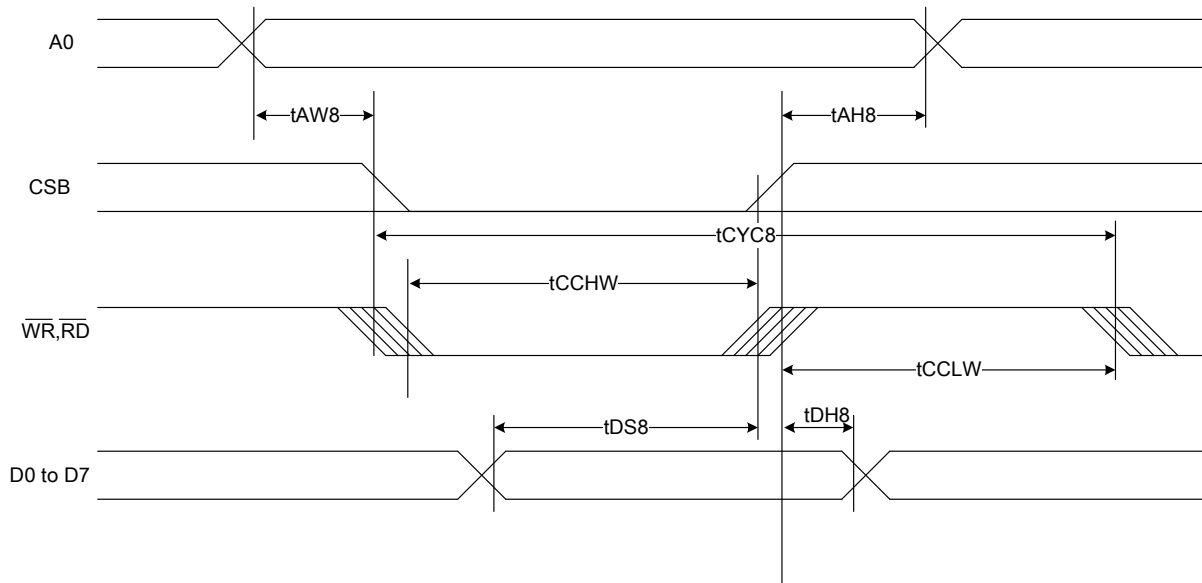 A0
tAW8
tAH8
CSB
tCYC8
tCCHW
WR,RD
tCCLW
tDS8
tDH8
D0 to D7